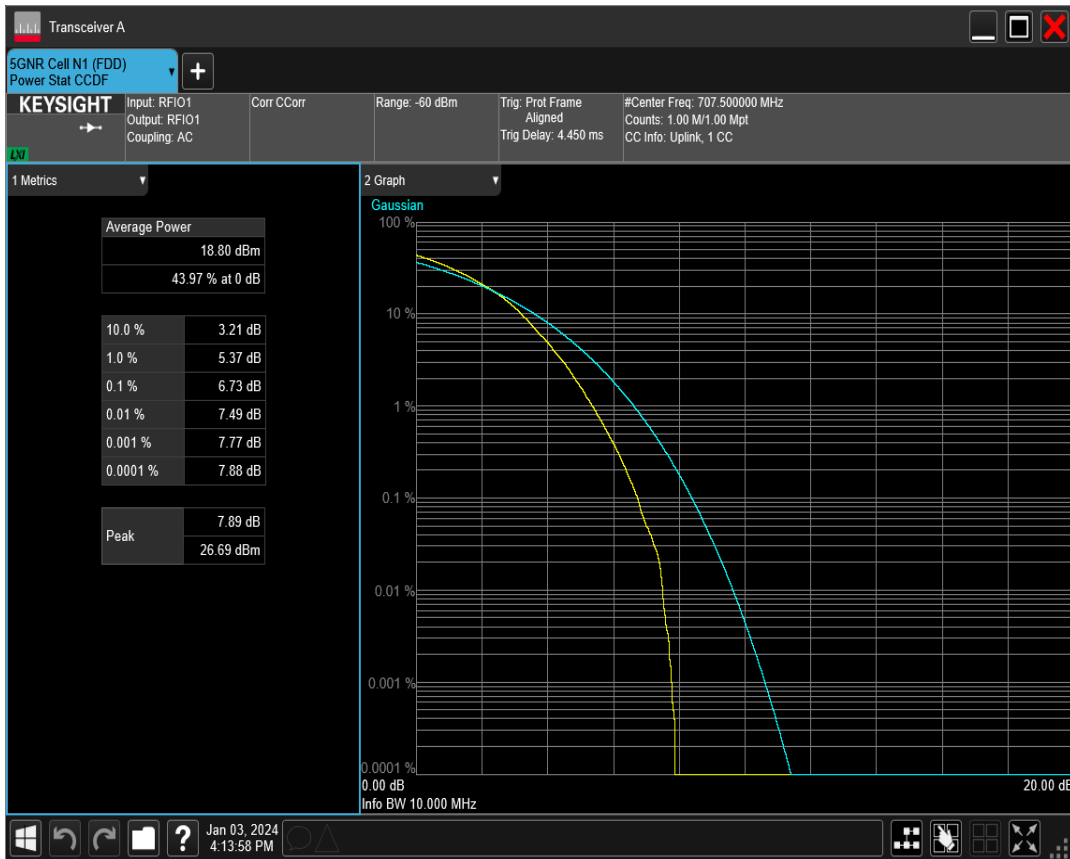 Transceiver A
5GNR Cell N1 (FDD)
Power Stat CCDF
+
KEYSIGHT
LXI
Input: RFIO1
Output: RFIO1
Coupling: AC
Corr CCorr
Range: -60 dBm
Trig: Prot Frame
Aligned
Trig Delay: 4.450 ms
#Center Freq: 707.500000 MHz
Counts: 1.00 M/1.00 Mpt
CC Info: Uplink, 1 CC
1 Metrics
Average Power
18.80 dBm
43.97 % at 0 dB
10.0 % 3.21 dB
1.0 % 5.37 dB
0.1 % 6.73 dB
0.01 % 7.49 dB
0.001 % 7.77 dB
0.0001 % 7.88 dB
Peak
7.89 dB
26.69 dBm
2 Graph
Gaussian
100 %
10 %
1 %
0.1 %
0.01 %
0.001 %
0.0001 %
0.00 dB 20.00 dB
Info BW 10.000 MHz
?
Jan 03, 2024
4:13:58 PM